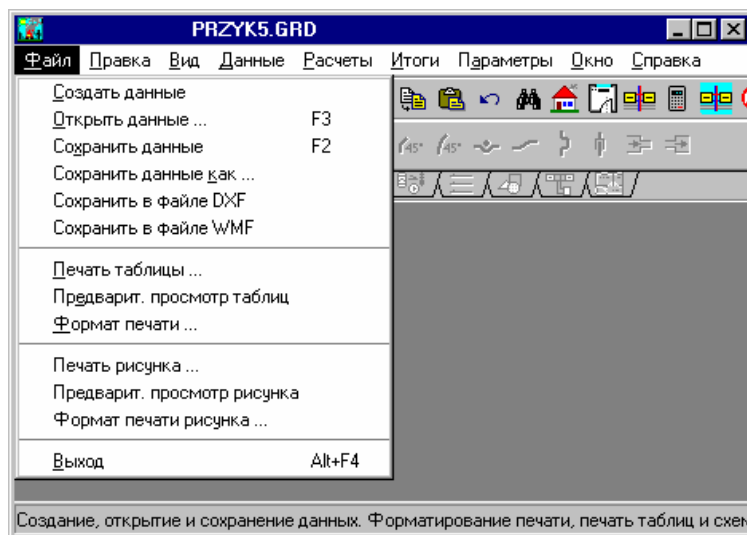 PRZYK5.GRD
Файл Правка Вид Данные Расчеты Итоги Параметры Окно Справка
Создать данные
Открыть данные ... F3
Сохранить данные F2
Сохранить данные как ...
Сохранить в файле DXF
Сохранить в файле WMF
Печать таблицы ...
Предварит. просмотр таблиц
Формат печати ...
Печать рисунка ...
Предварит. просмотр рисунка
Формат печати рисунка ...
Выход Alt+F4
45° 45°
Создание, открытие и сохранение данных. Форматирование печати, печать таблиц и схем